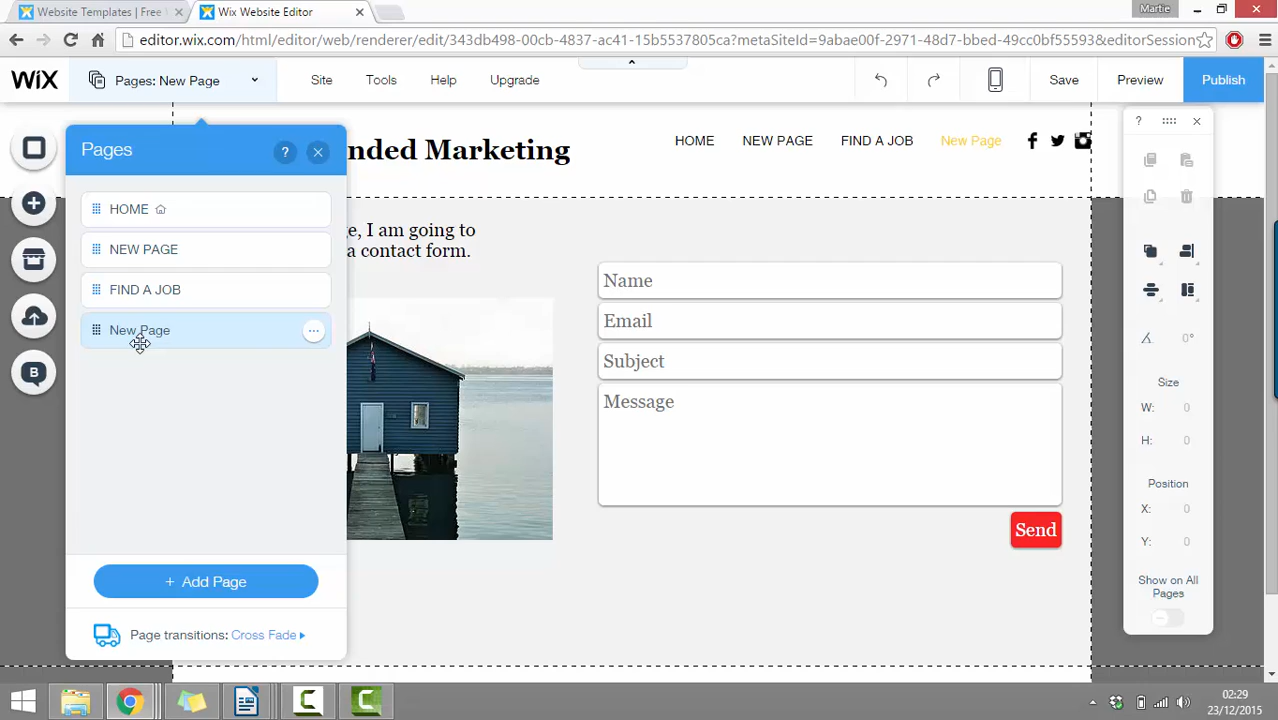 Website Templates | Free
Wix Website Editor
Martie
editor.wix.com/html/editor/web/renderer/edit/343db498-00cb-4837-ac41-15b5537805ca?metaSiteId=9abae00f-2971-48d7-bbed-49cc0bf55593&editorSession
WiX
Pages: New Page
Site
Tools
Help
Upgrade
Save
Preview
Publish
Pages
?
HOME
NEW PAGE
FIND A JOB
New Page
+ Add Page
Page transitions: Cross Fade
nded Marketing
HOME
NEW PAGE
FIND A JOB
New Page
e, I am going to
a contact form.
Name
Email
Subject
Message
Send
?
0°
Size
W: 0
H: 0
Position
X: 0
Y: 0
Show on All
Pages
B
02:29
23/12/2015